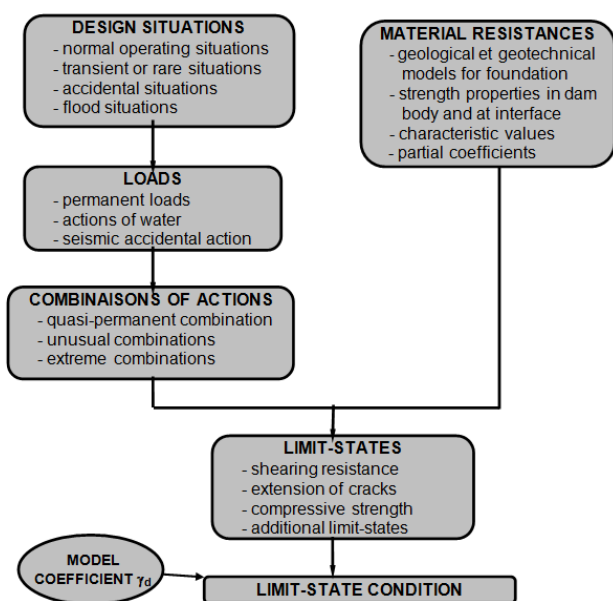 DESIGN SITUATIONS
- normal operating situations
- transient or rare situations
- accidental situations
- flood situations
MATERIAL RESISTANCES
- geological et geotechnical
models for foundation
- strength properties in dam
body and at interface
- characteristic values
- partial coefficients
LOADS
- permanent loads
- actions of water
- seismic accidental action
COMBINAISONS OF ACTIONS
- quasi-permanent combination
- unusual combinations
- extreme combinations
LIMIT-STATES
- shearing resistance
- extension of cracks
- compressive strength
- additional limit-states
MODEL
COEFFICIENT γd
LIMIT-STATE CONDITION